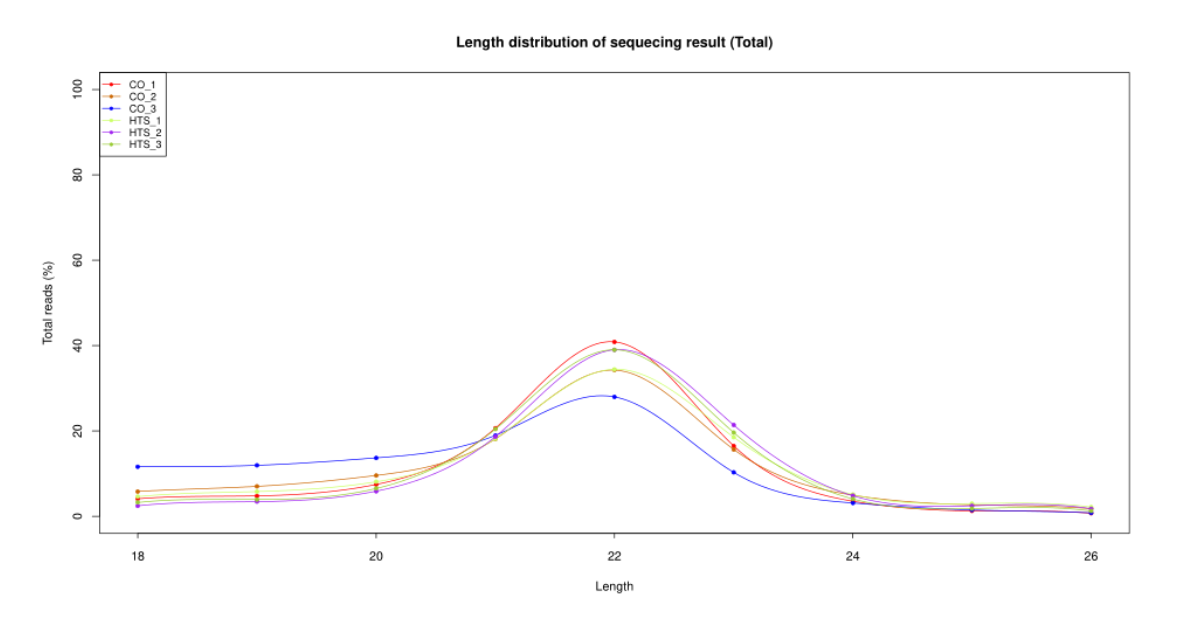 Length distribution of sequecing result (Total)
CO_1
CO_2
CO_3
HTS_1
HTS_2
HTS_3
Total reads (%)
100
80
60
40
20
0
18 20 22 24 26
Length